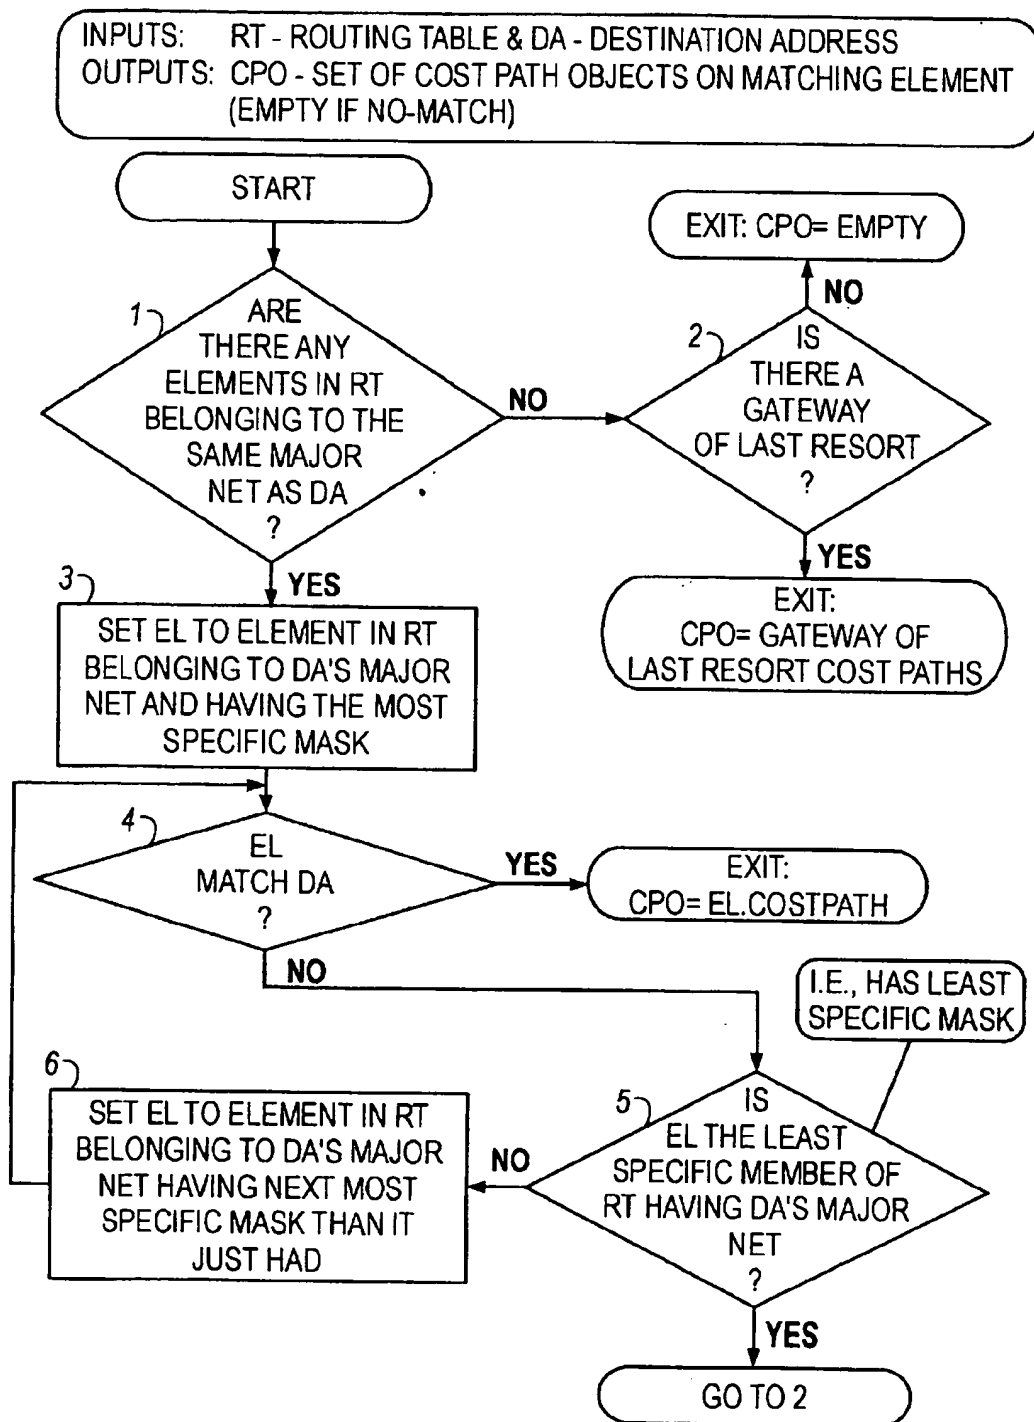 INPUTS: RT - ROUTING TABLE & DA - DESTINATION ADDRESS
OUTPUTS: CPO - SET OF COST PATH OBJECTS ON MATCHING ELEMENT
(EMPTY IF NO-MATCH)
START
EXIT: CPO= EMPTY
NO
1
ARE
THERE ANY
ELEMENTS IN RT
BELONGING TO THE
SAME MAJOR
NET AS DA
?
NO
2
IS
THERE A
GATEWAY
OF LAST RESORT
?
YES
YES
EXIT:
CPO= GATEWAY OF
LAST RESORT COST PATHS
3
SET EL TO ELEMENT IN RT
BELONGING TO DA'S MAJOR
NET AND HAVING THE MOST
SPECIFIC MASK
4
EL
MATCH DA
?
YES
EXIT:
CPO= EL.COSTPATH
NO
I.E., HAS LEAST
SPECIFIC MASK
5
IS
EL THE LEAST
SPECIFIC MEMBER OF
RT HAVING DA'S MAJOR
NET
?
NO
6
SET EL TO ELEMENT IN RT
BELONGING TO DA'S MAJOR
NET HAVING NEXT MOST
SPECIFIC MASK THAN IT
JUST HAD
YES
GO TO 2